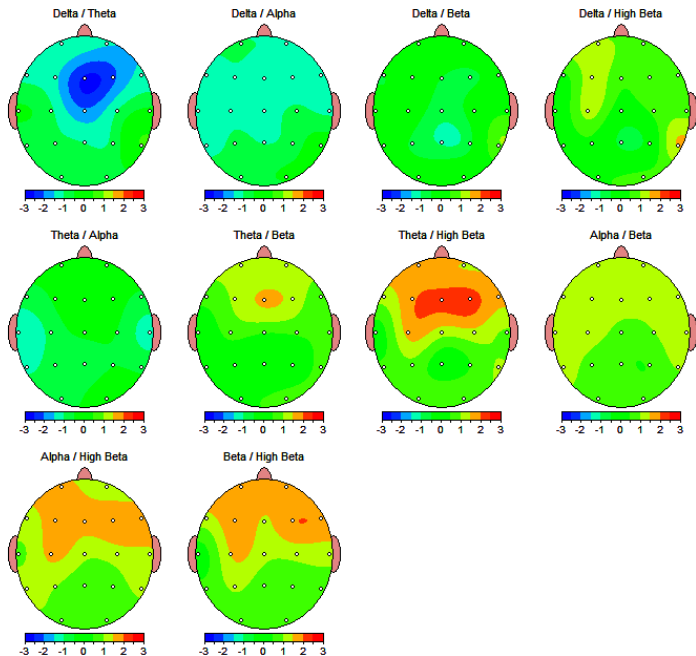 Delta / Theta
Delta / Alpha
Delta / Beta
Delta / High Beta
-3 -2 -1 0 1 2 3
-3 -2 -1 0 1 2 3
-3 -2 -1 0 1 2 3
-3 -2 -1 0 1 2 3
Theta / Alpha
Theta / Beta
Theta / High Beta
Alpha / Beta
-3 -2 -1 0 1 2 3
-3 -2 -1 0 1 2 3
-3 -2 -1 0 1 2 3
-3 -2 -1 0 1 2 3
Alpha / High Beta
Beta / High Beta
-3 -2 -1 0 1 2 3
-3 -2 -1 0 1 2 3